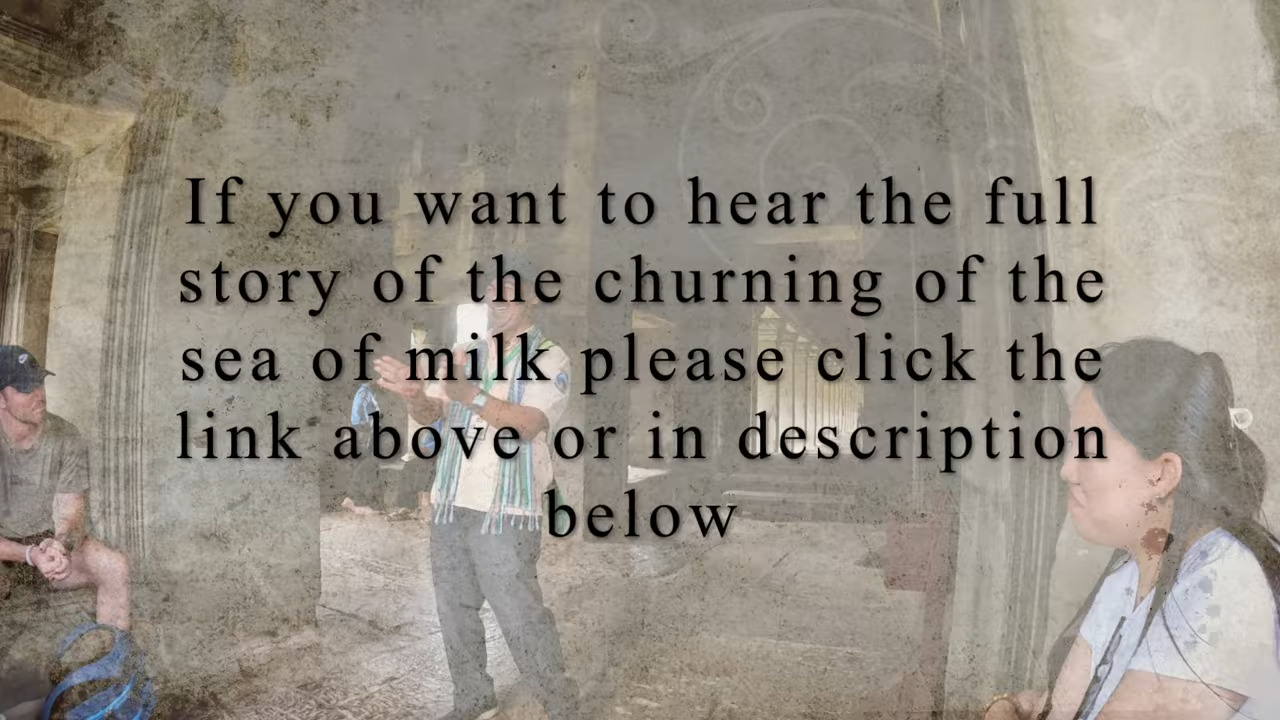 If you want to hear the full
story of the churning of the
sea of milk please click the
link above or in description
below